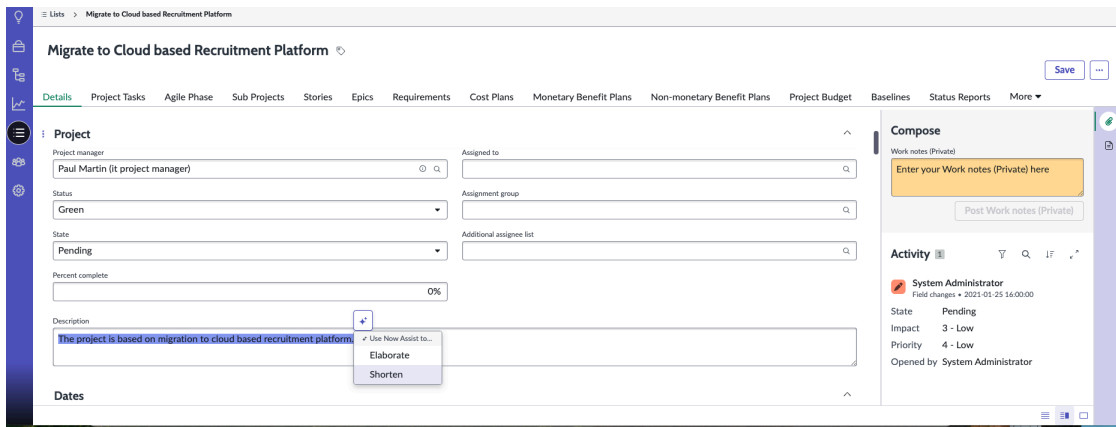 Lists > Migrate to Cloud based Recruitment Platform
Migrate to Cloud based Recruitment Platform
Save
Details Project Tasks Agile Phase Sub Projects Stories Epics Requirements Cost Plans Monetary Benefit Plans Non-monetary Benefit Plans Project Budget Baselines Status Reports More
Project
Project manager
Paul Martin (it project manager)
Status
Green
State
Pending
Percent complete
0%
Assigned to
Assignment group
Additional assignee list
Description
The project is based on migration to cloud based recruitment platform.
✓ Use Now Assist to...
Elaborate
Shorten
Dates
Compose
Work notes (Private)
Enter your Work notes (Private) here
Post Work notes (Private)
Activity 1
System Administrator
Field changes • 2021-01-25 16:00:00
State Pending
Impact 3 - Low
Priority 4 - Low
Opened by System Administrator